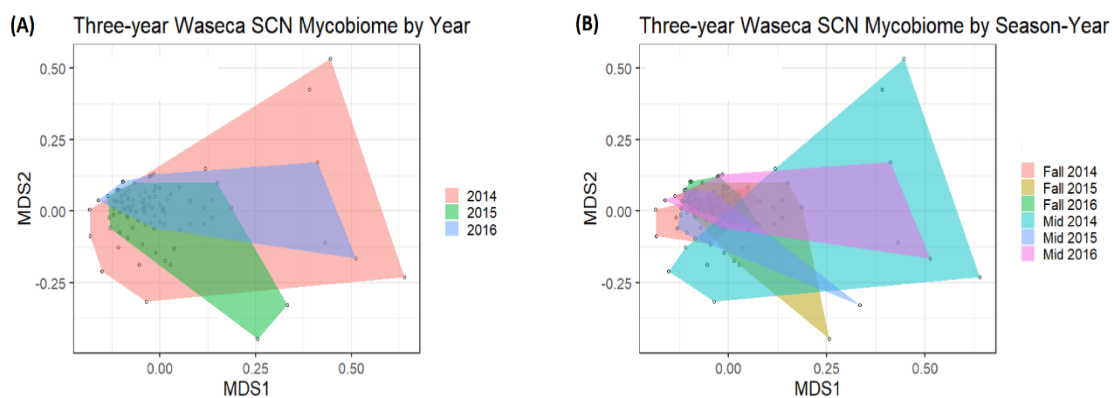 (A)
Three-year Waseca SCN Mycobiome by Year
0.50
0.25
0.00
-0.25
MDS2
0.00
0.25
0.50
MDS1
2014
2015
2016
(B)
Three-year Waseca SCN Mycobiome by Season-Year
0.50
0.25
0.00
-0.25
MDS2
0.00
0.25
0.50
MDS1
Fall 2014
Fall 2015
Fall 2016
Mid 2014
Mid 2015
Mid 2016